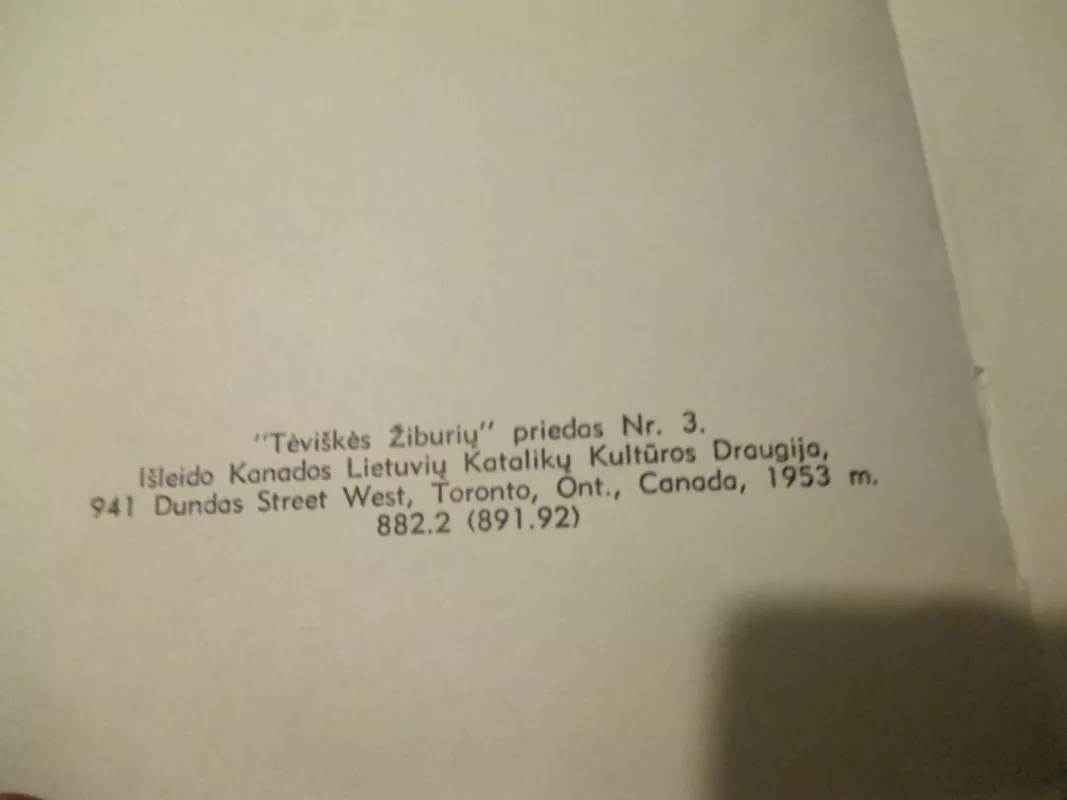 "Tėviškės Žiburių" priedas Nr. 3.
Išleido Kanados Lietuvių Katalikų Kultūros Draugija,
941 Dundas Street West, Toronto, Ont., Canada, 1953 m.
882.2 (891.92)